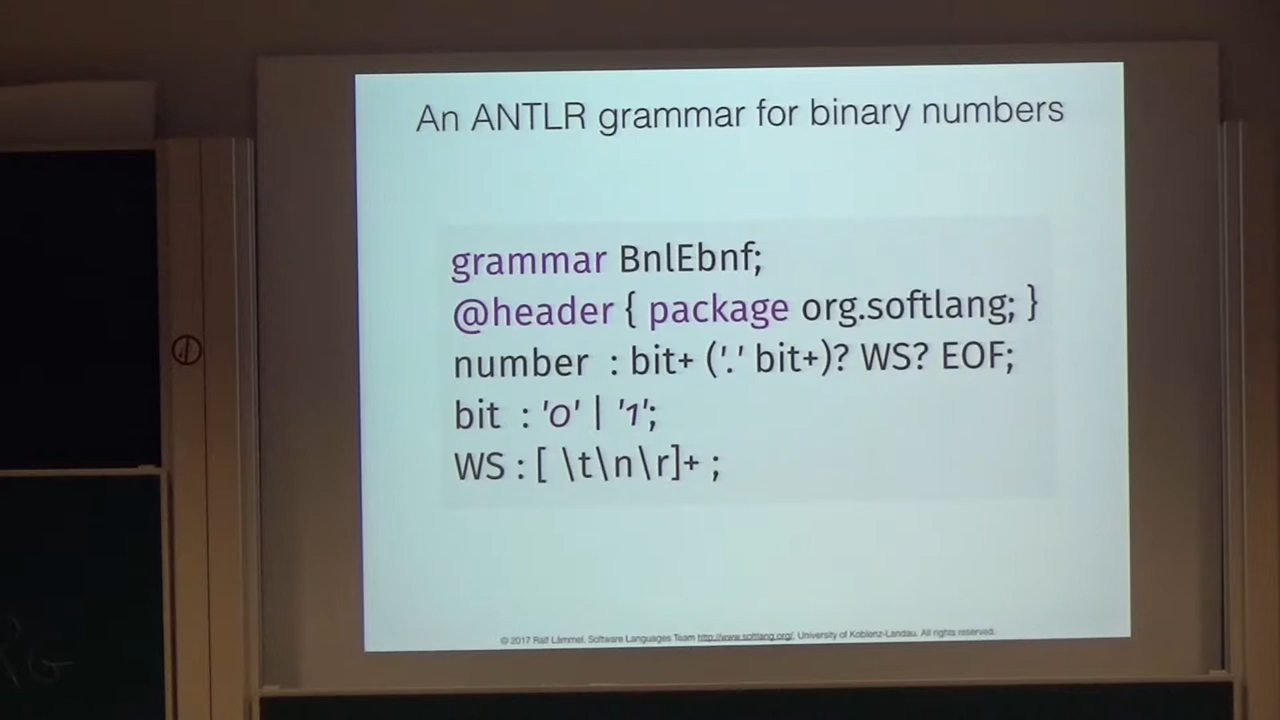 An ANTLR grammar for binary numbers
grammar BnlEbnf;
@header { package org.softlang; }
number : bit+ ('.' bit+)? WS? EOF;
bit : '0' | '1';
WS : [ \t\n\r]+ ;
© 2017 Ralf Lämmel, Software Languages Team http://www.softlang.org/, University of Koblenz-Landau. All rights reserved.